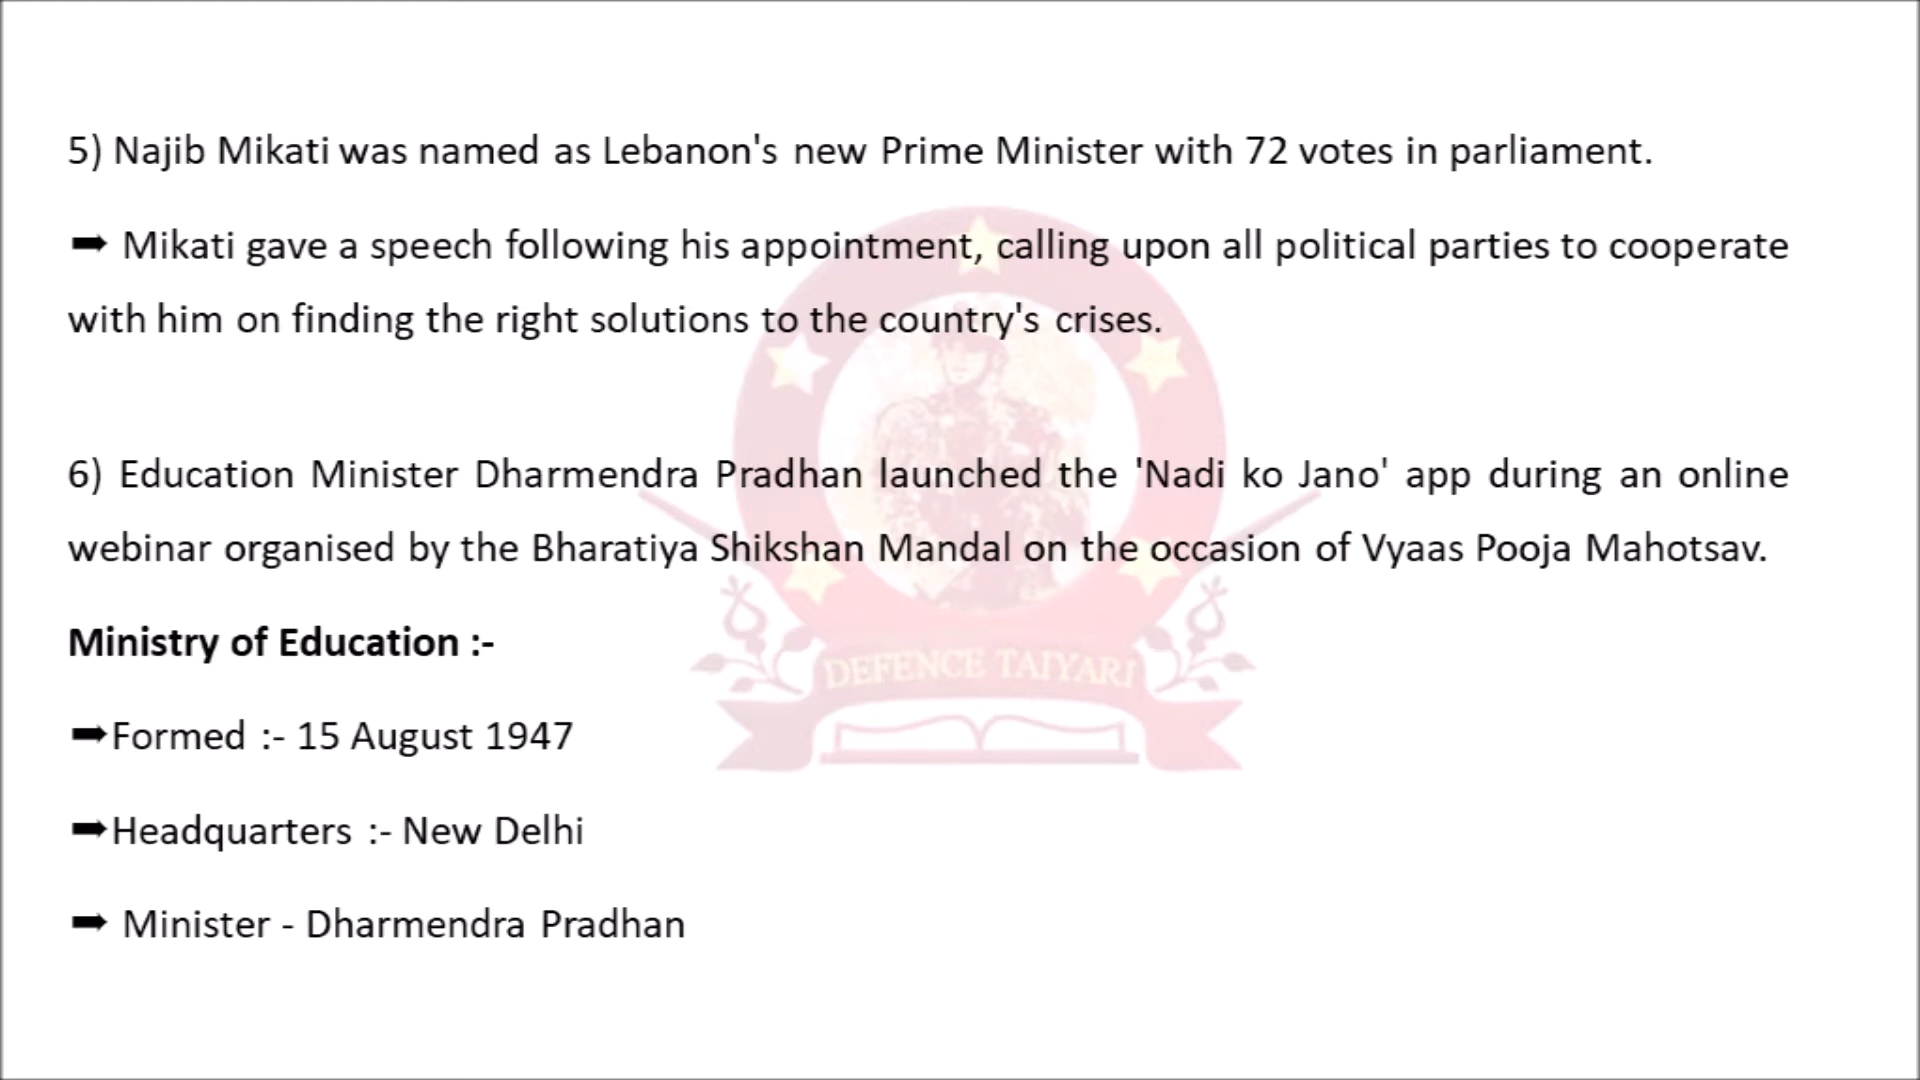 5) Najib Mikati was named as Lebanon's new Prime Minister with 72 votes in parliament.
➡ Mikati gave a speech following his appointment, calling upon all political parties to cooperate
with him on finding the right solutions to the country's crises.
6) Education Minister Dharmendra Pradhan launched the 'Nadi ko Jano' app during an online
webinar organised by the Bharatiya Shikshan Mandal on the occasion of Vyaas Pooja Mahotsav.
Ministry of Education :-
DEFENCE TAIYARI
➡Formed :- 15 August 1947
➡Headquarters :- New Delhi
➡ Minister - Dharmendra Pradhan